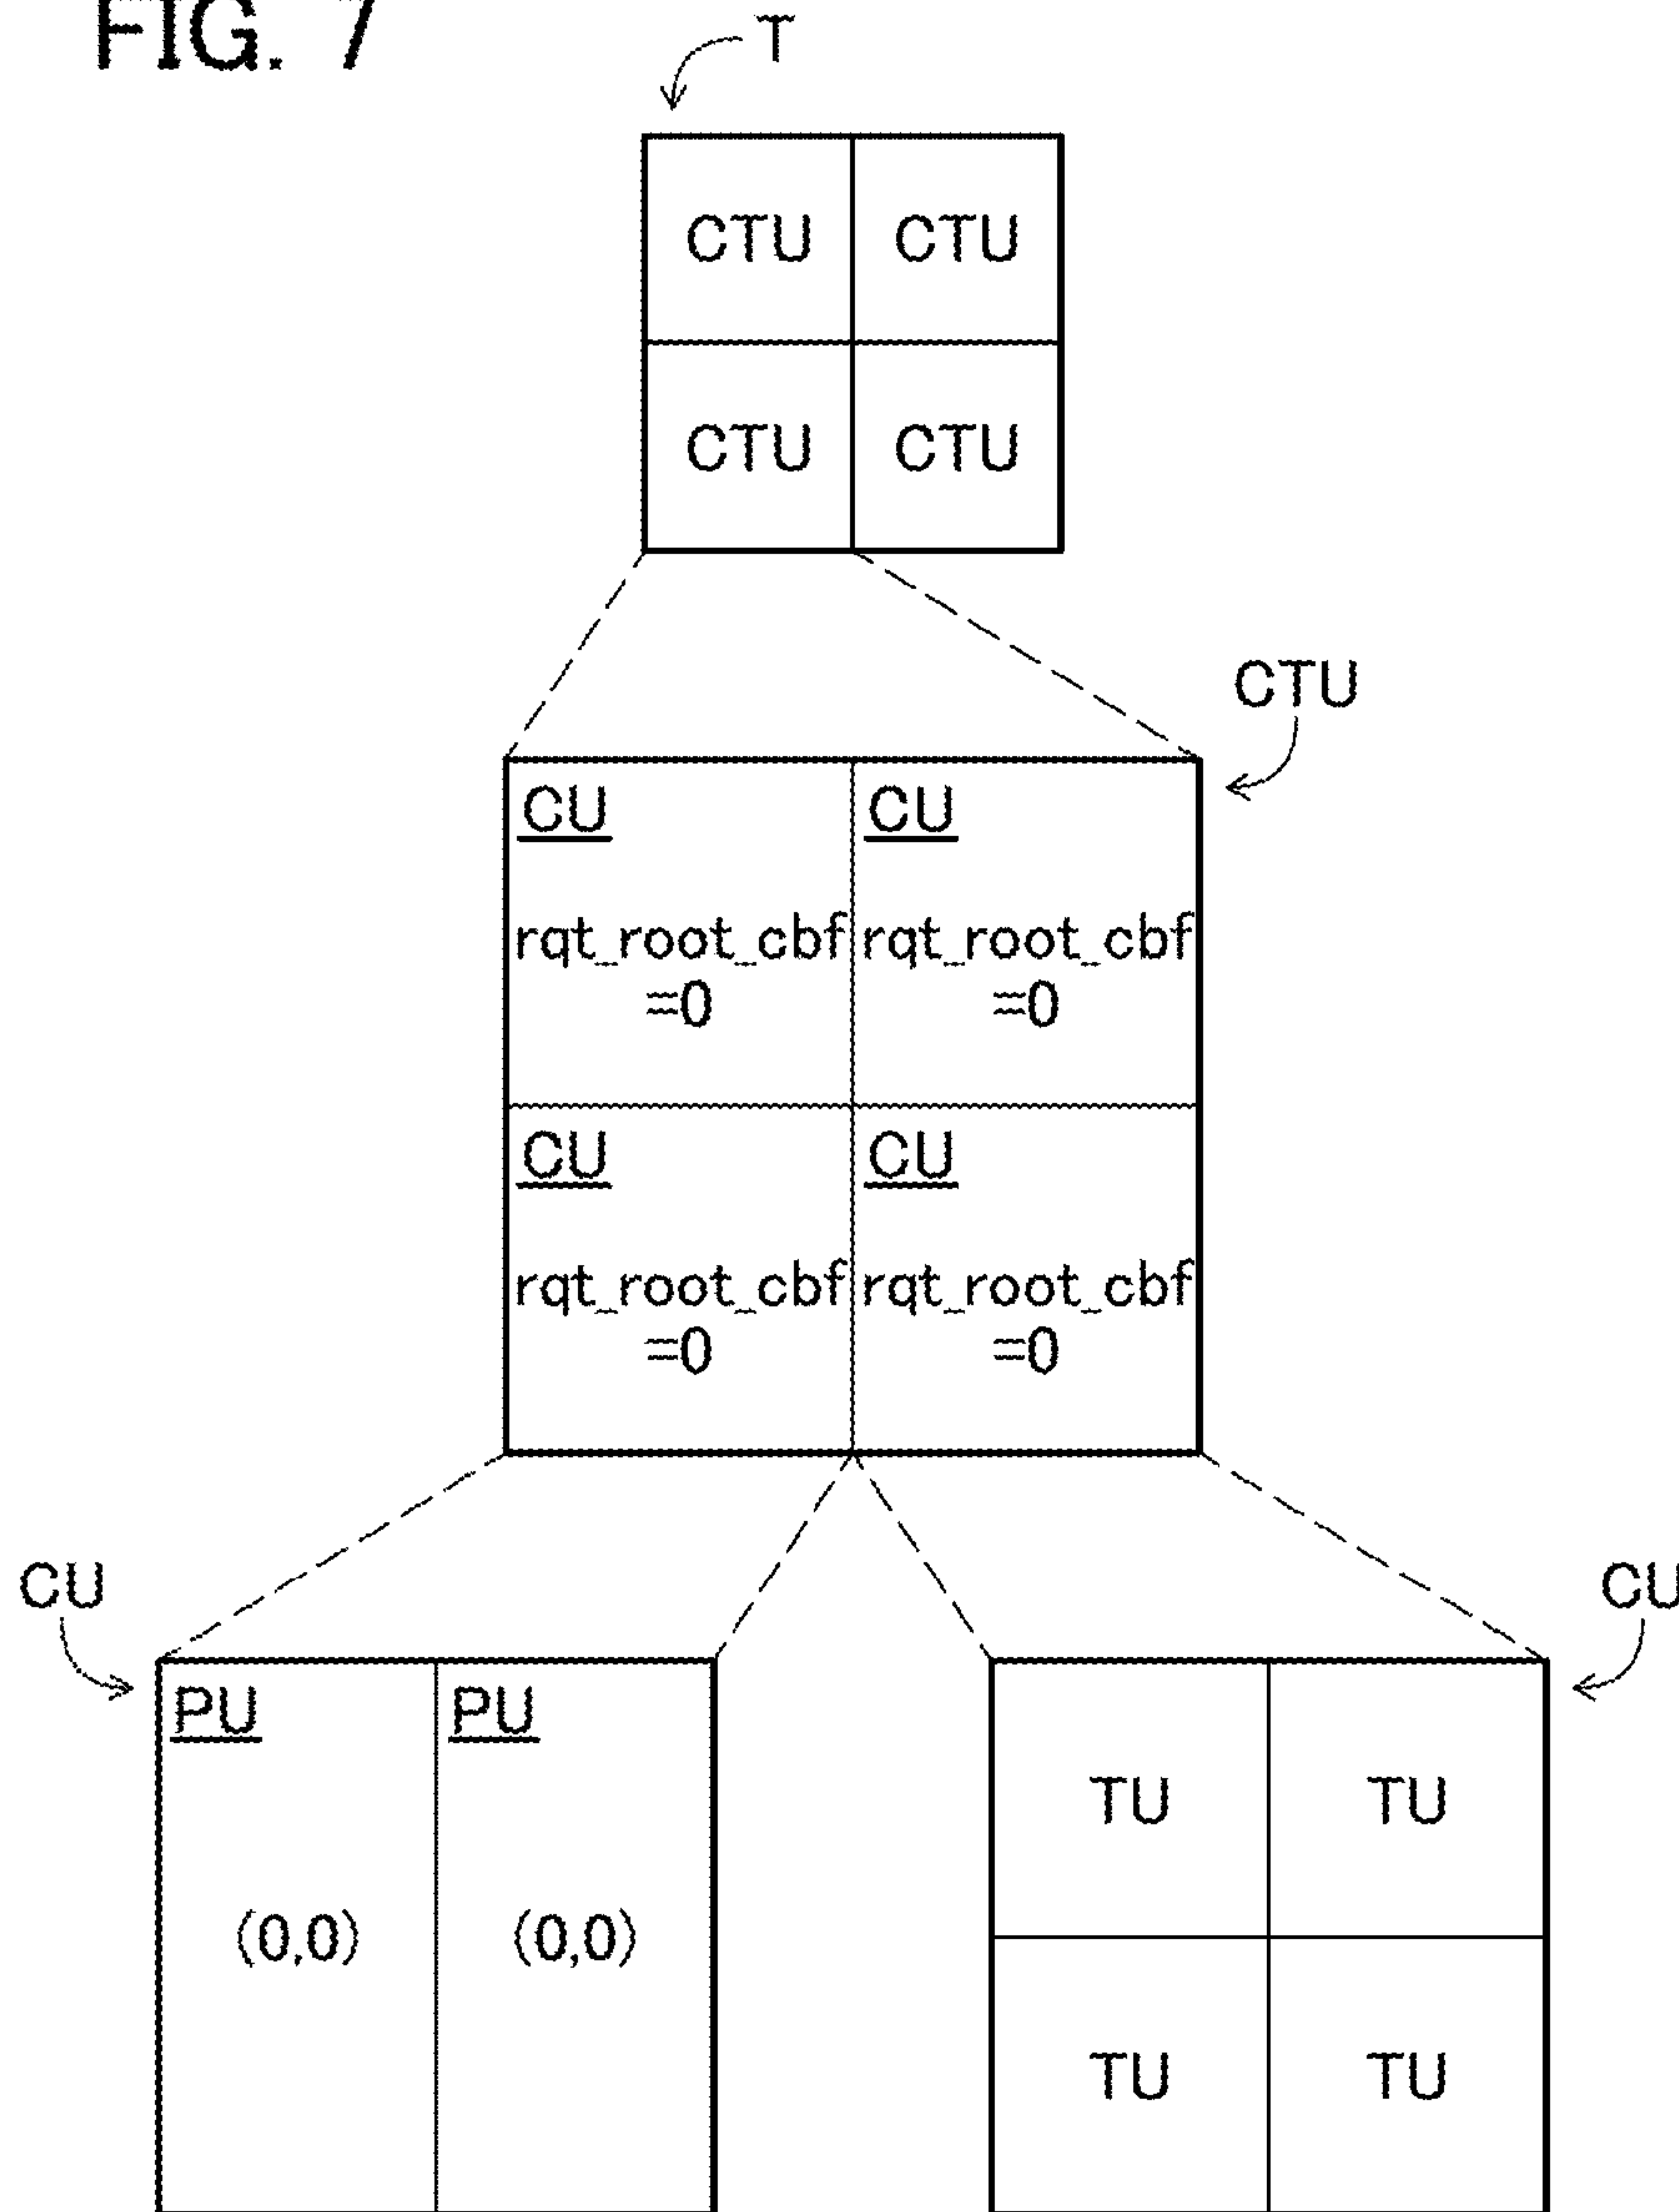 FIG. 7
T
CTU CTU
CTU CTU
CTU
CU CU
rqt_root_cbf rqt_root_cbf
=0 =0
CU CU
rqt_root_cbf rqt_root_cbf
=0 =0
CU CU
PU PU
TU TU
(0,0) (0,0)
TU TU